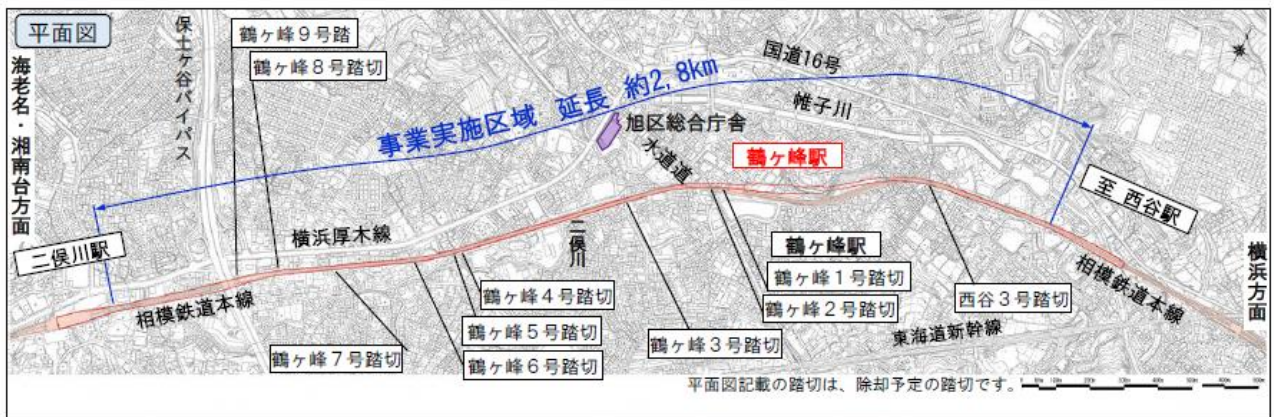 平面図
海老名・湘南台方面
保土ヶ谷バイパス
鶴ヶ峰9号踏
鶴ヶ峰8号踏切
事業実施区域 延長 約2,8km
国道16号
帷子川
旭区総合庁舎
水道道
鶴ヶ峰駅
至 西谷駅
横浜方面
二俣川駅
横浜厚木線
二俣川
鶴ヶ峰駅
鶴ヶ峰1号踏切
鶴ヶ峰2号踏切
西谷3号踏切
相模鉄道本線
相模鉄道本線
鶴ヶ峰4号踏切
鶴ヶ峰5号踏切
鶴ヶ峰6号踏切
鶴ヶ峰7号踏切
鶴ヶ峰3号踏切
東海道新幹線
平面図記載の踏切は、除却予定の踏切です。